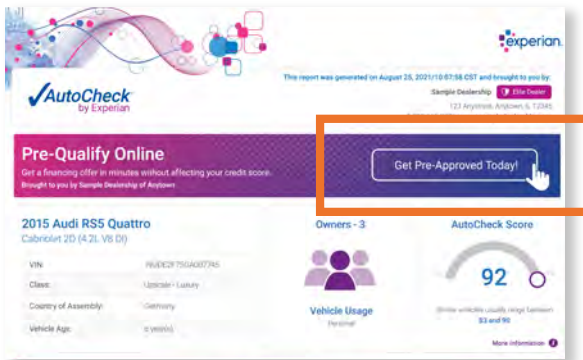 experian.
This report was generated on August 25, 2021/10:07:58 CST and brought to you by:
AutoCheck
by Experian
Sample Dealership Elite Dealer
123 Anystreet, Anytown, IL 12345
Pre-Qualify Online
Get a financing offer in minutes without affecting your credit score.
Brought to you by Sample Dealership of Anytown
Get Pre-Approved Today!
2015 Audi RS5 Quattro
Cabriolet 2D (4.2L V8 DI)
VIN:
Class: Upscale - Luxury
Country of Assembly: Germany
Vehicle Age:
Owners - 3
Vehicle Usage
Personal
AutoCheck Score
92
Similar vehicles usually range between
83 and 90
More information